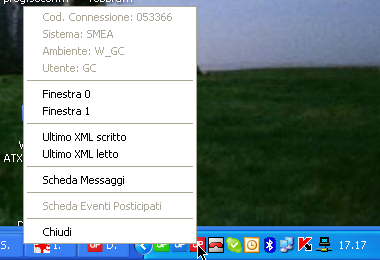 Cod. Connessione: 053366
Sistema: SMEA
Ambiente: W_GC
Utente: GC
Finestra 0
Finestra 1
Ultimo XML scritto
Ultimo XML letto
Scheda Messaggi
Scheda Eventi Posticipati
Chiudi
ATX
S.
I.
D.
17.17